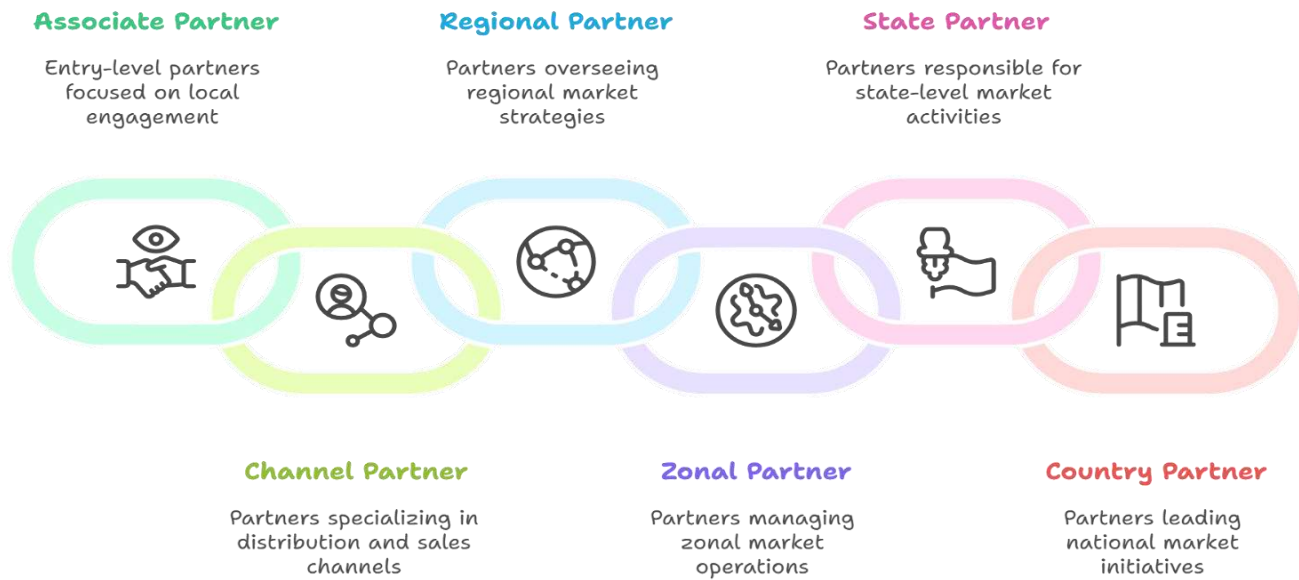 Associate Partner
Entry-level partners
focused on local
engagement
Regional Partner
Partners overseeing
regional market
strategies
State Partner
Partners responsible for
state-level market
activities
Channel Partner
Partners specializing in
distribution and sales
channels
Zonal Partner
Partners managing
zonal market
operations
Country Partner
Partners leading
national market
initiatives